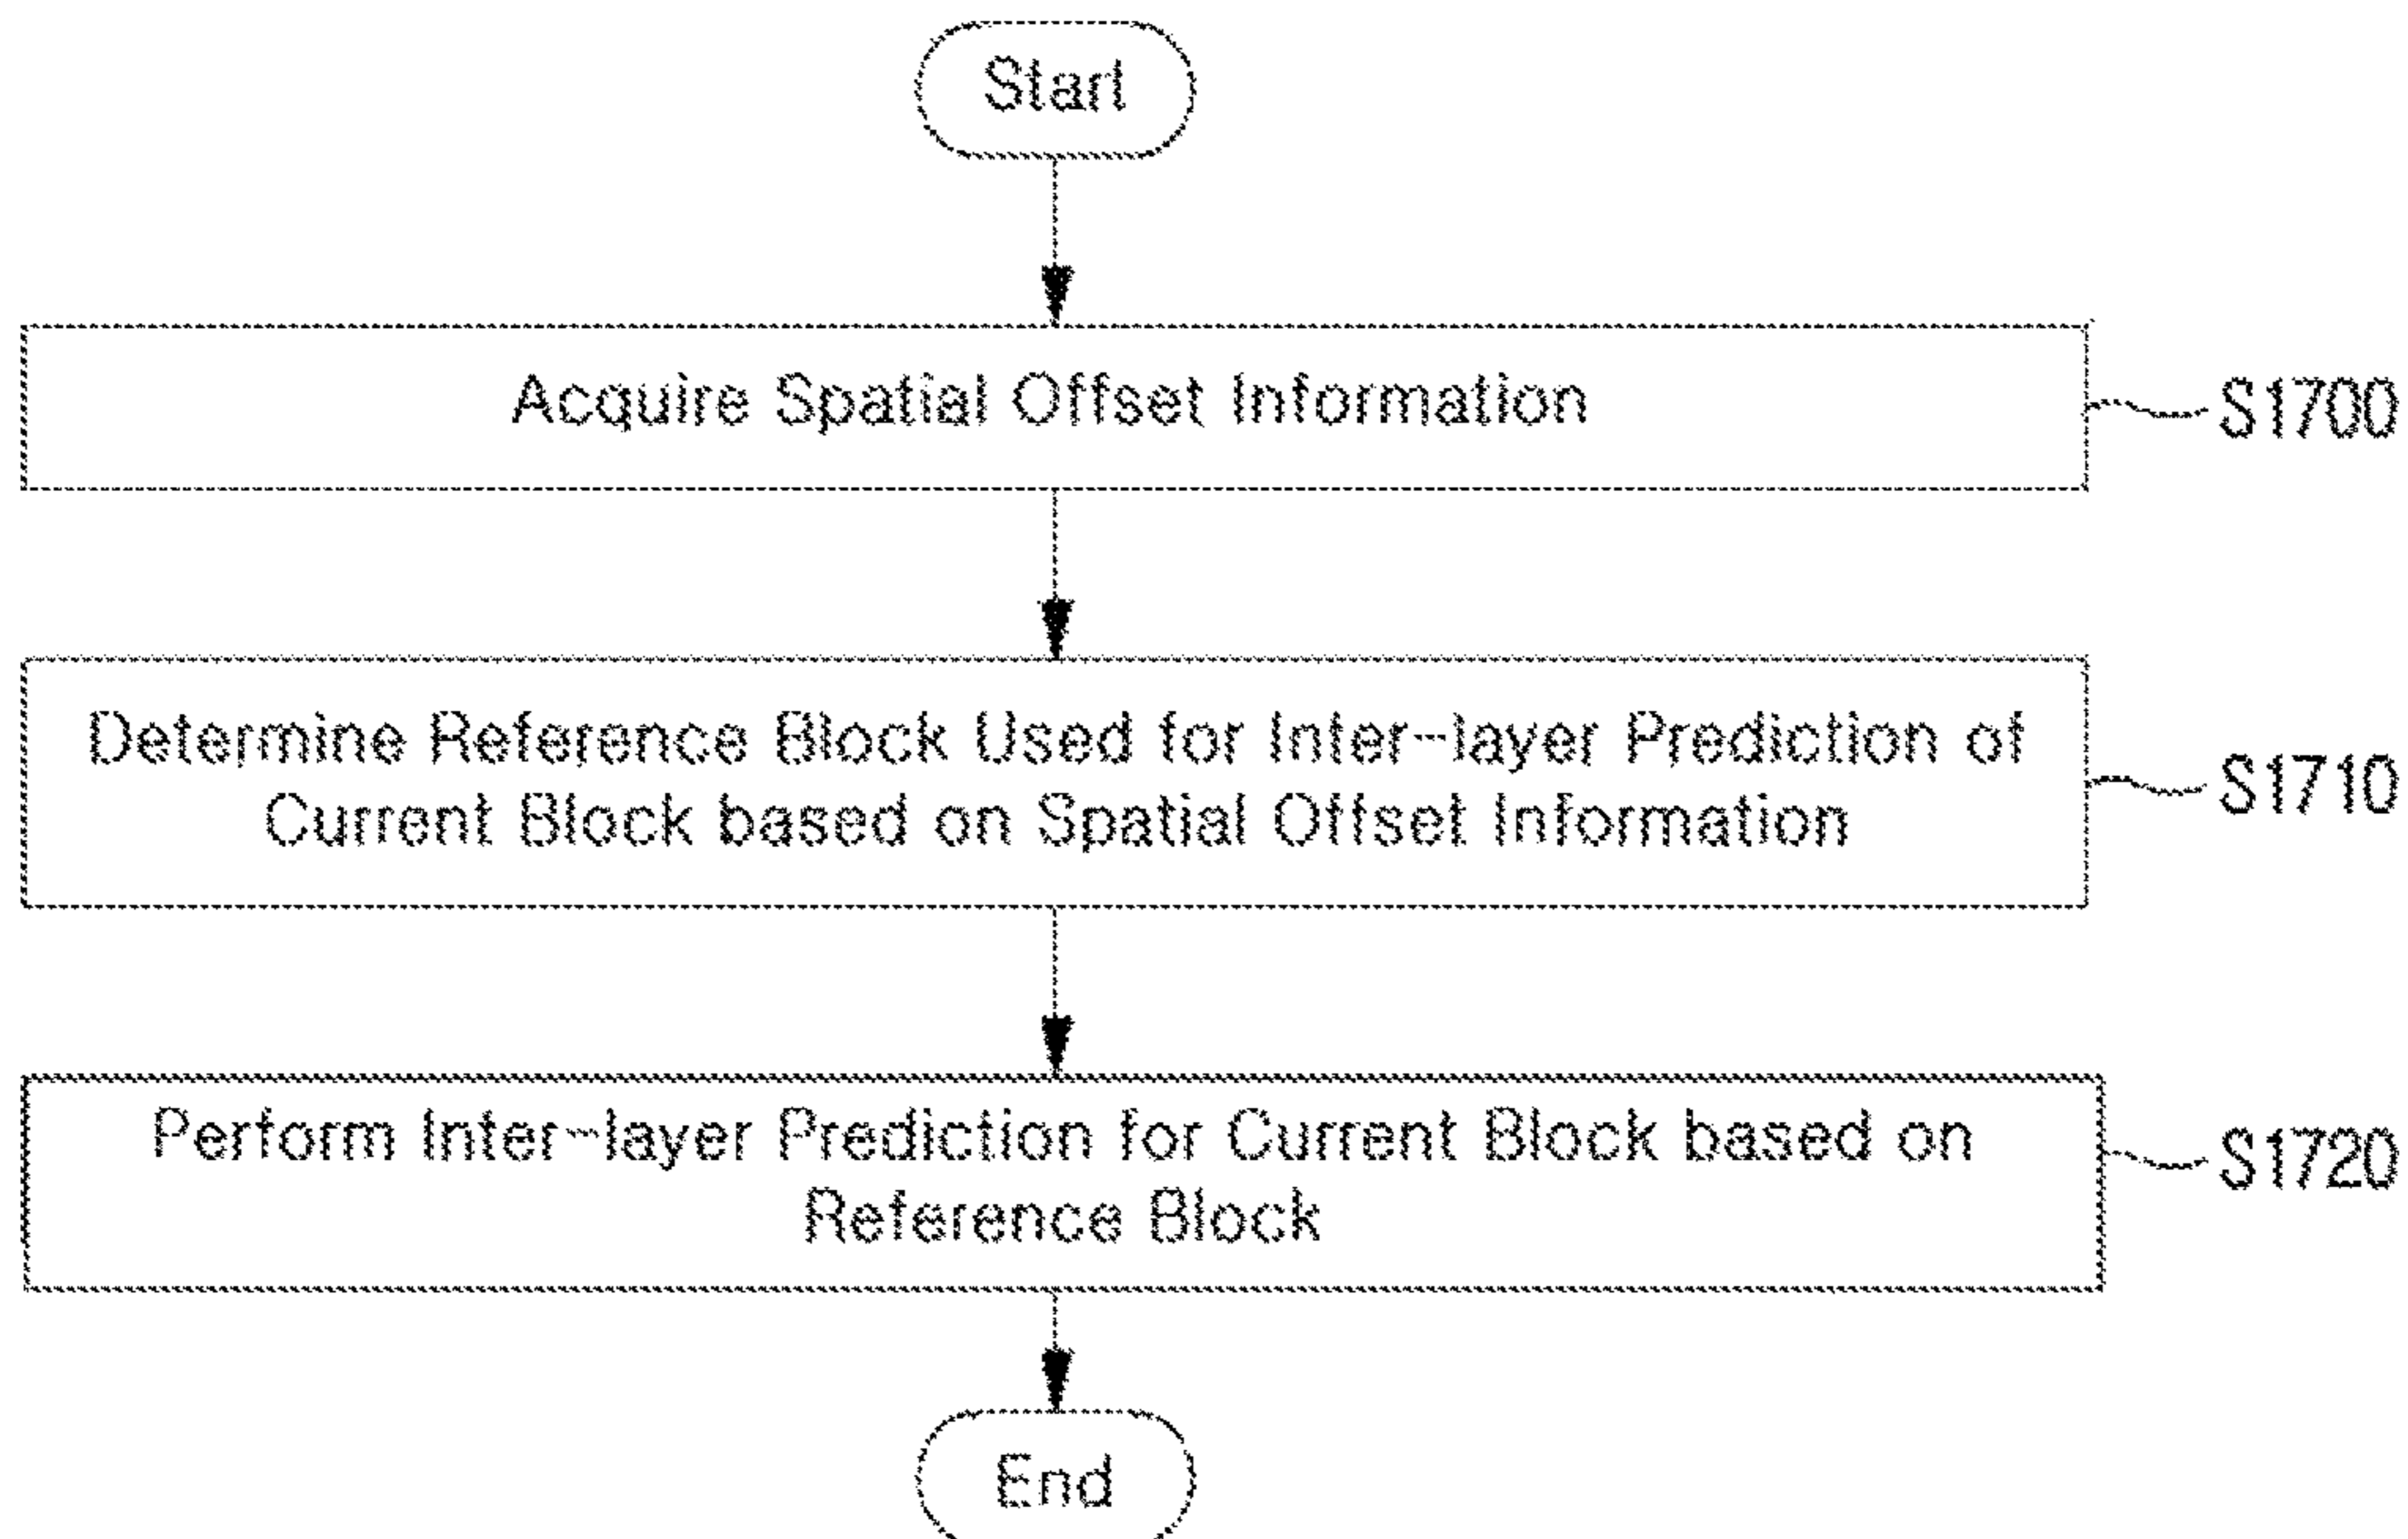 Start
Acquire Spatial Offset Information
S1700
Determine Reference Block Used for Inter-layer Prediction of
Current Block based on Spatial Offset Information
S1710
Perform Inter-layer Prediction for Current Block based on
Reference Block
S1720
End